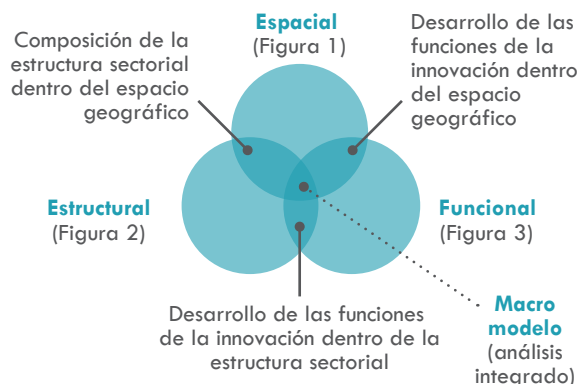 Espacial
(Figura 1)
Composición de la
estructura sectorial
dentro del espacio
geográfico
Desarrollo de las
funciones de la
innovación dentro
del espacio
geográfico
Estructural
(Figura 2)
Funcional
(Figura 3)
Desarrollo de las funciones
de la innovación dentro de la
estructura sectorial
Macro
modelo
(análisis
integrado)